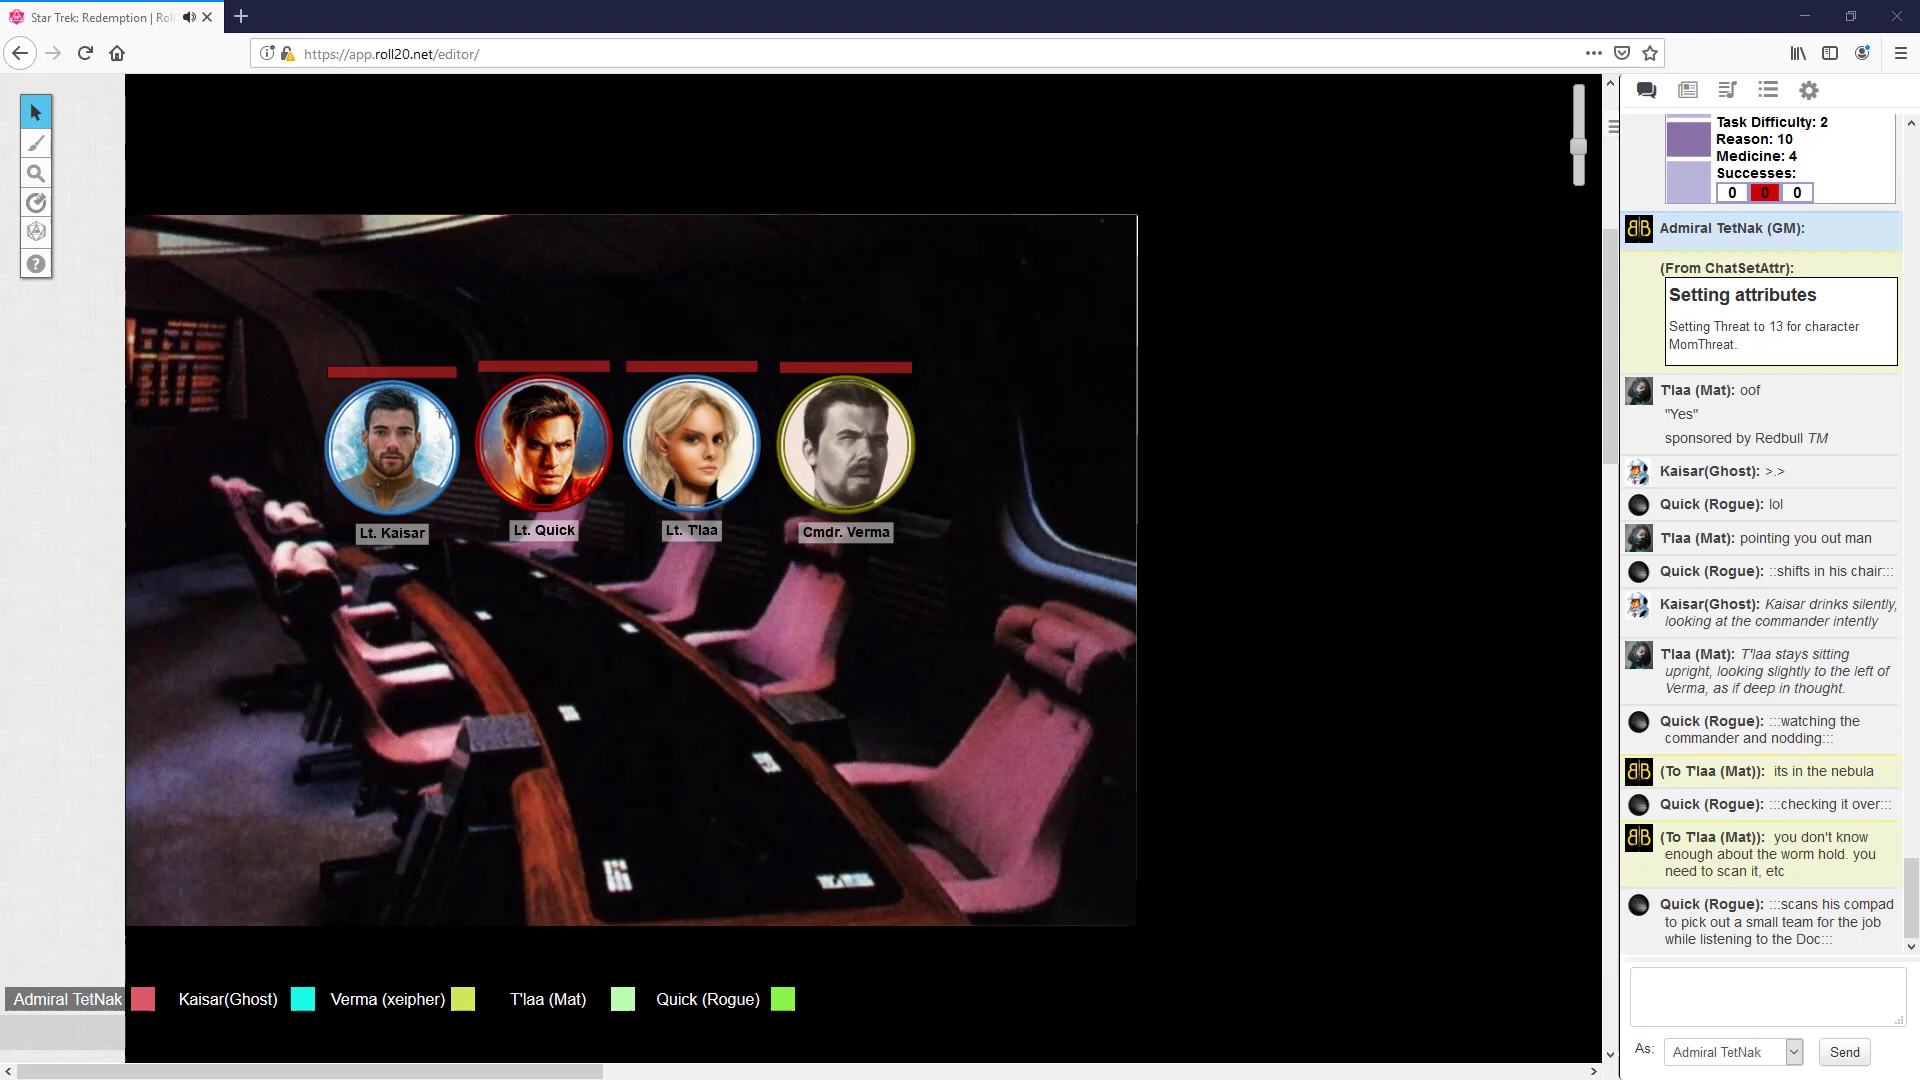 Star Trek: Redemption | Roll
https://app.roll20.net/editor/
Task Difficulty: 2
Reason: 10
Medicine: 4
Successes:
0 0 0
Admiral TetNak (GM):
(From ChatSetAttr):
Setting attributes
Setting Threat to 13 for character
MomThreat.
T'laa (Mat): oof
"Yes"
sponsored by Redbull TM
Kaisar(Ghost): >.>
Quick (Rogue): lol
T'laa (Mat): pointing you out man
Quick (Rogue): ::shifts in his chair:::
Kaisar(Ghost): Kaisar drinks silently,
looking at the commander intently
T'laa (Mat): T'laa stays sitting
upright, looking slightly to the left of
Verma, as if deep in thought.
Quick (Rogue): :::watching the
commander and nodding:::
(To T'laa (Mat)): its in the nebula
Quick (Rogue): :::checking it over:::
(To T'laa (Mat)): you don't know
enough about the worm hold. you
need to scan it, etc
Quick (Rogue): :::scans his compad
to pick out a small team for the job
while listening to the Doc:::
As: Admiral TetNak Send
Lt. Kaisar Lt. Quick Lt. T'laa Cmdr. Verma
Admiral TetNak Kaisar(Ghost) Verma (xeipher) T'laa (Mat) Quick (Rogue)